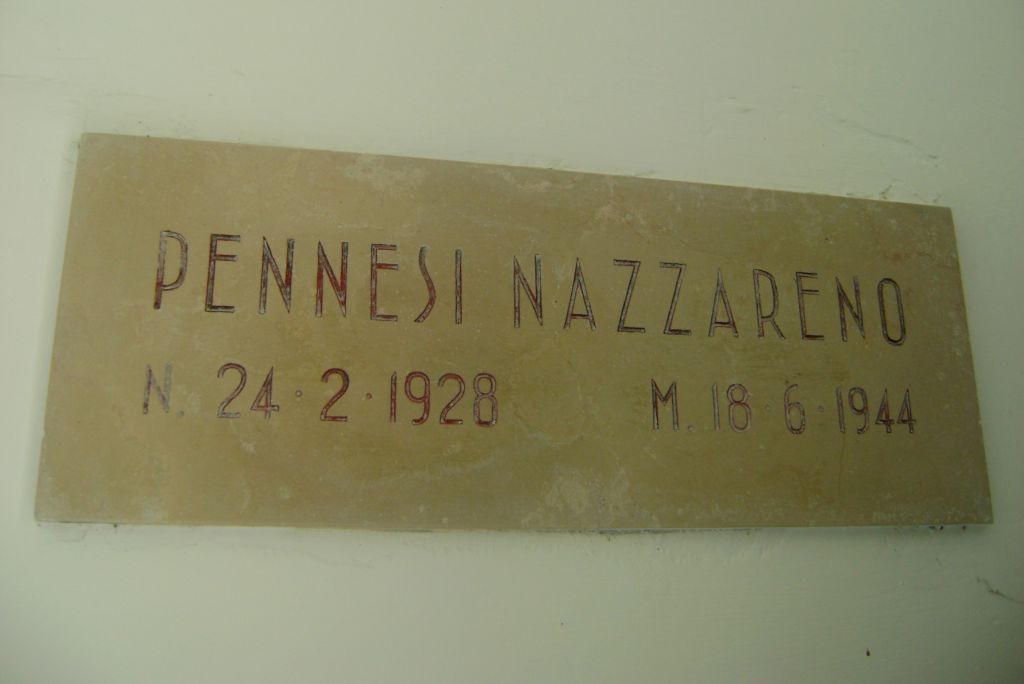 PENNESI NAZZARENO
N. 24·2·1928 M. 18·6·1944